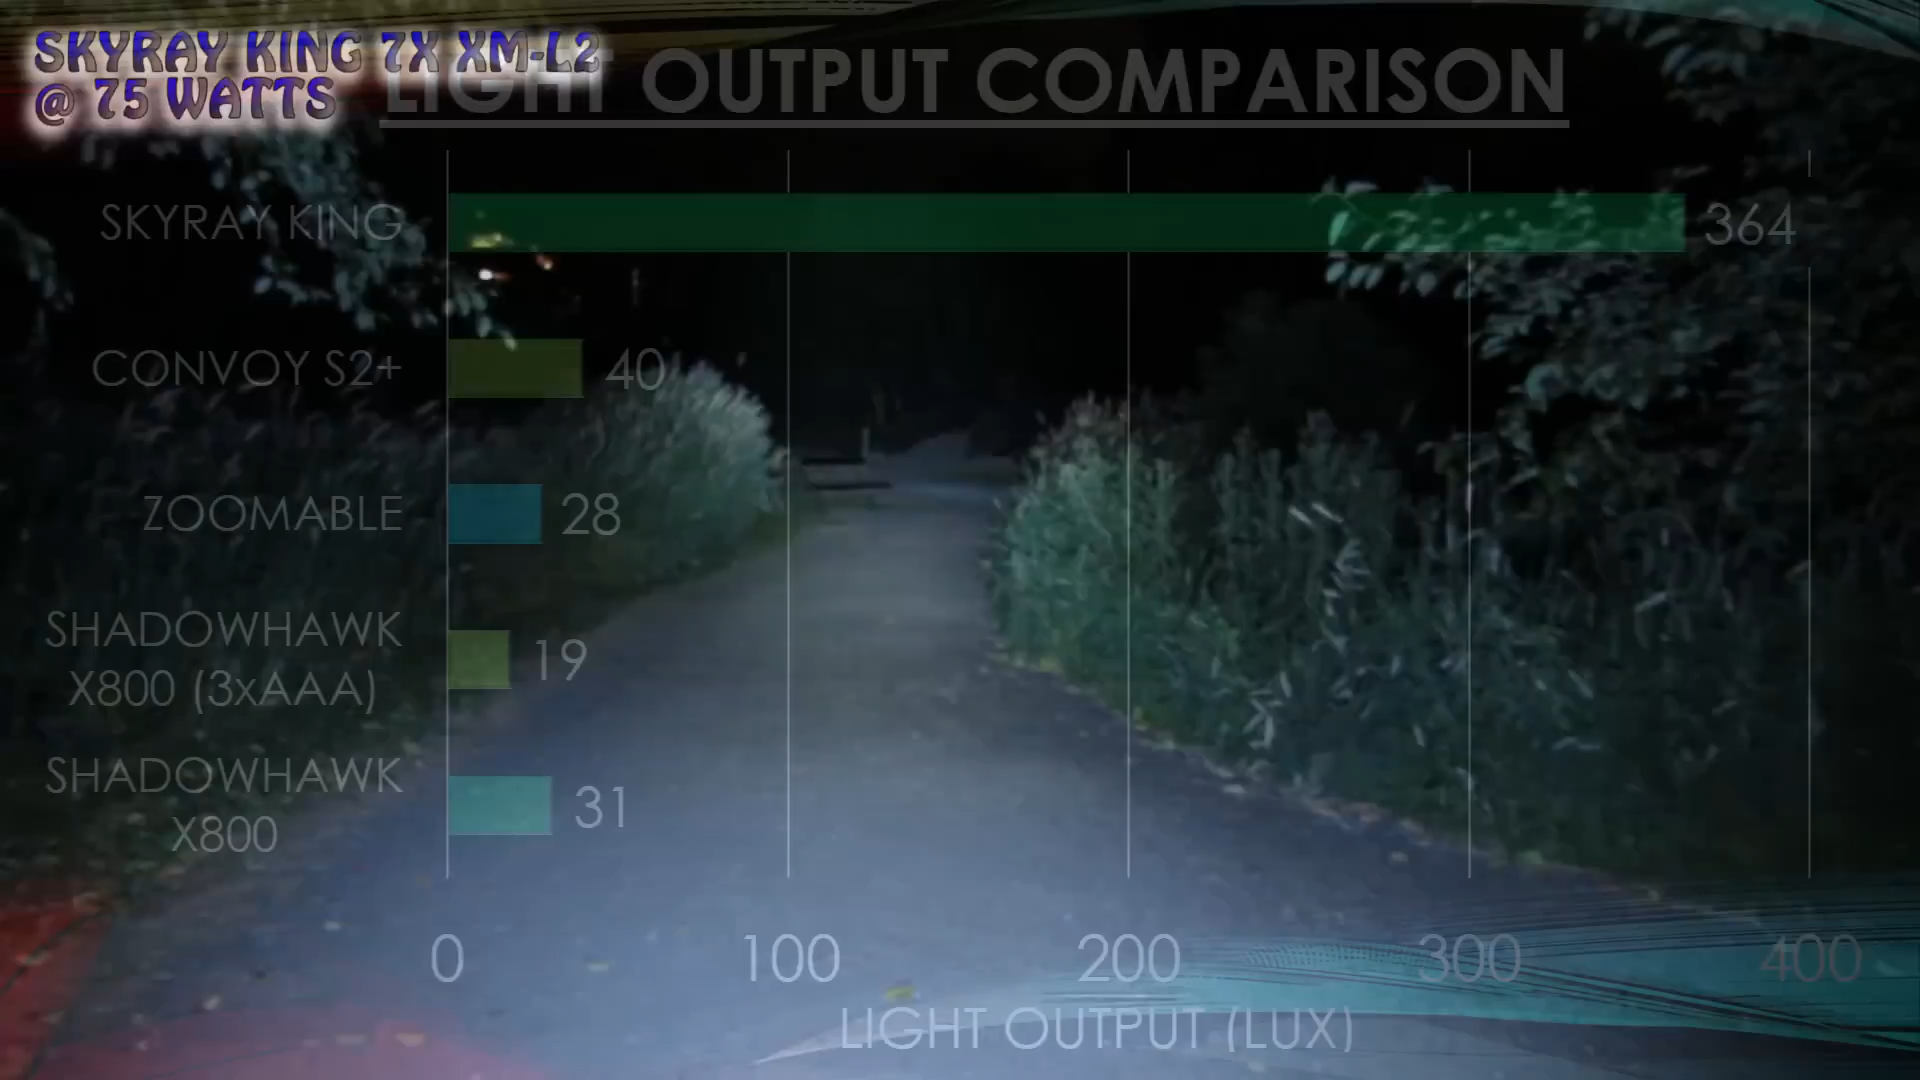 SKYRAY KING 7X XM-L2
@ 75 WATTS
LIGHT OUTPUT COMPARISON
SKYRAY KING
364
CONVOY S2+
40
ZOOMABLE
28
SHADOWHAWK
X800 (3xAAA)
19
SHADOWHAWK
X800
31
0 100 200 300 400
LIGHT OUTPUT (LUX)